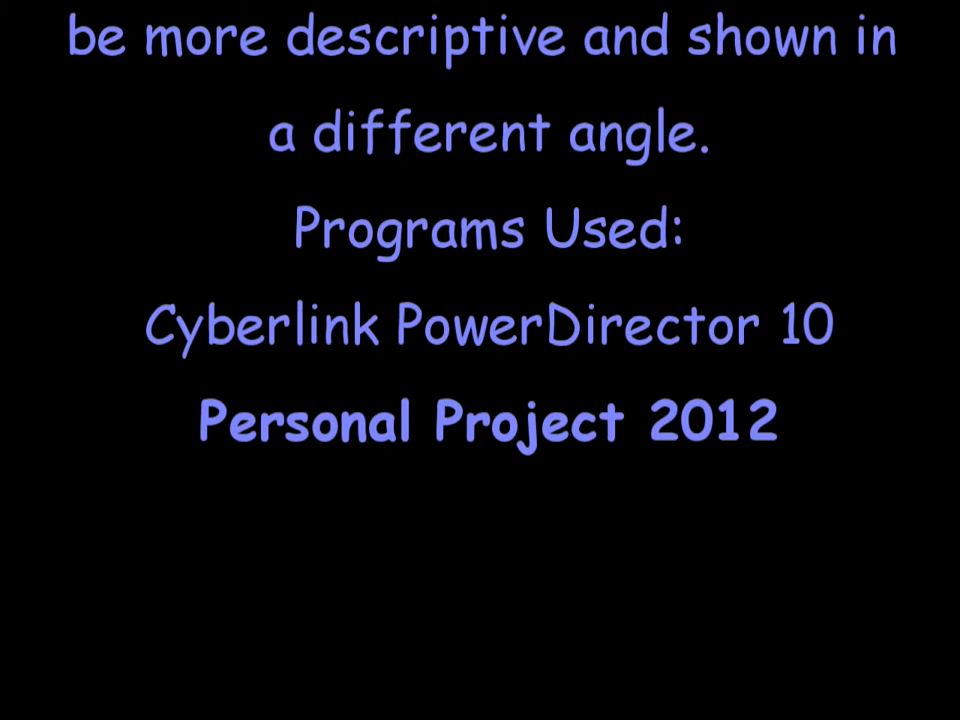 be more descriptive and shown in
a different angle.
Programs Used:
Cyberlink PowerDirector 10
Personal Project 2012